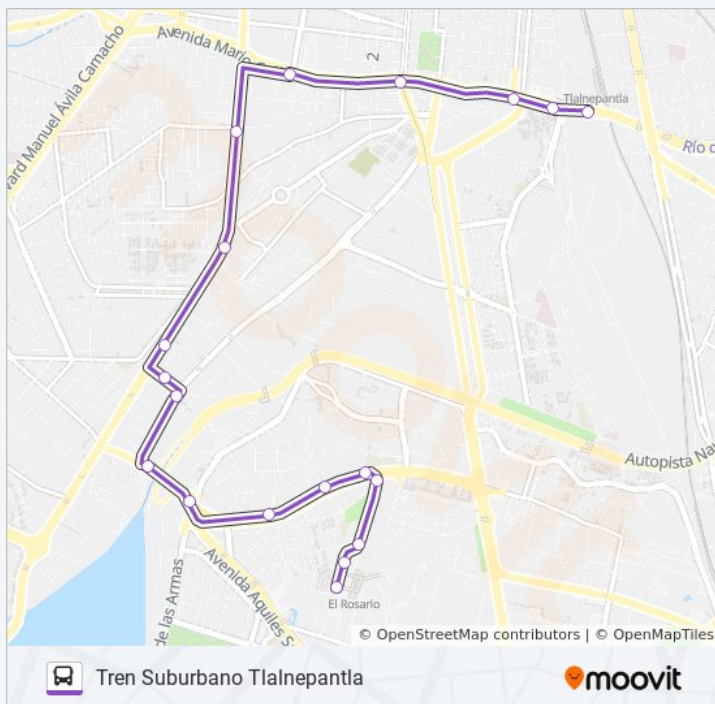 Avenida Mario
2
vard Manuel Ávila Camacho
Tlalnepantla
Río d
Autopista Na
El Rosario
Avenida Aquiles S
de las Armas
© OpenStreetMap contributors | © OpenMapTiles
Tren Suburbano Tlalnepantla
moovit